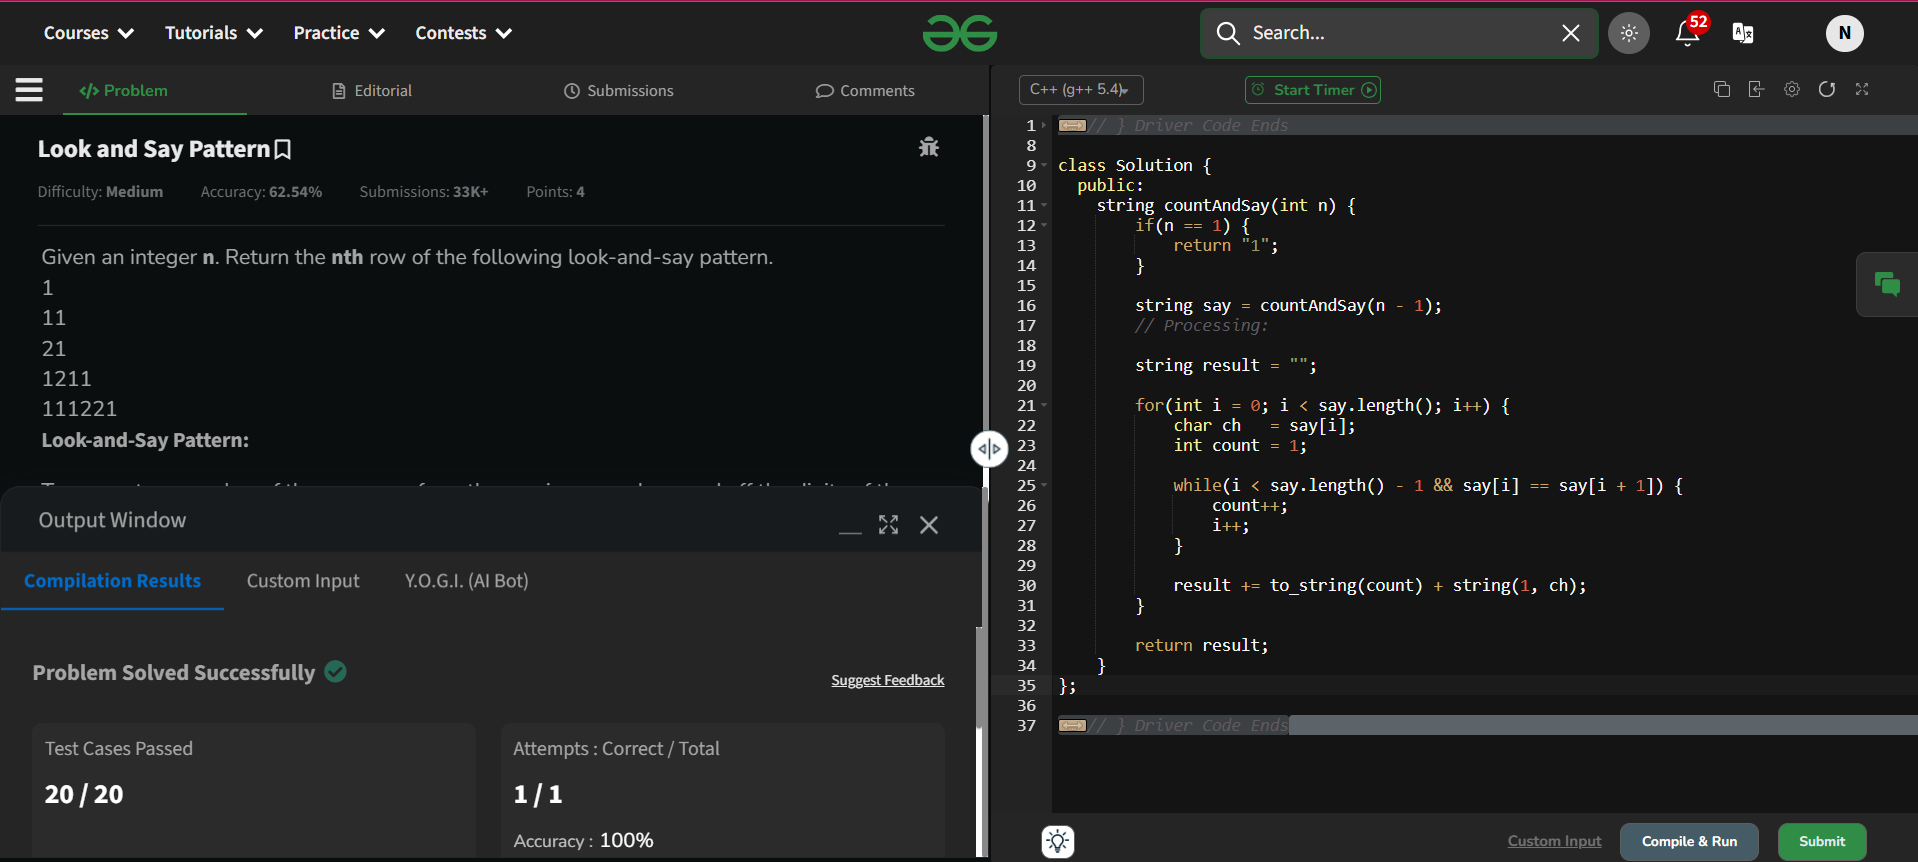 Courses Tutorials Practice Contests
Search...
52
N
Problem Editorial Submissions Comments
Look and Say Pattern
Difficulty: Medium Accuracy: 62.54% Submissions: 33K+ Points: 4
Given an integer n. Return the nth row of the following look-and-say pattern.
1
11
21
1211
111221
Look-and-Say Pattern:
Output Window
Compilation Results Custom Input Y.O.G.I. (AI Bot)
Problem Solved Successfully
Suggest Feedback
Test Cases Passed
20 / 20
Attempts : Correct / Total
1 / 1
Accuracy : 100%
C++ (g++ 5.4)
Start Timer
1 // } Driver Code Ends
8
9 class Solution {
10 public:
11 string countAndSay(int n) {
12 if(n == 1) {
13 return "1";
14 }
15
16 string say = countAndSay(n - 1);
17 // Processing:
18
19 string result = "";
20
21 for(int i = 0; i < say.length(); i++) {
22 char ch   = say[i];
23 int count = 1;
24
25 while(i < say.length() - 1 && say[i] == say[i + 1]) {
26 count++;
27 i++;
28 }
29
30 result += to_string(count) + string(1, ch);
31 }
32
33 return result;
34 }
35 };
36
37 // } Driver Code Ends
Custom Input Compile & Run Submit